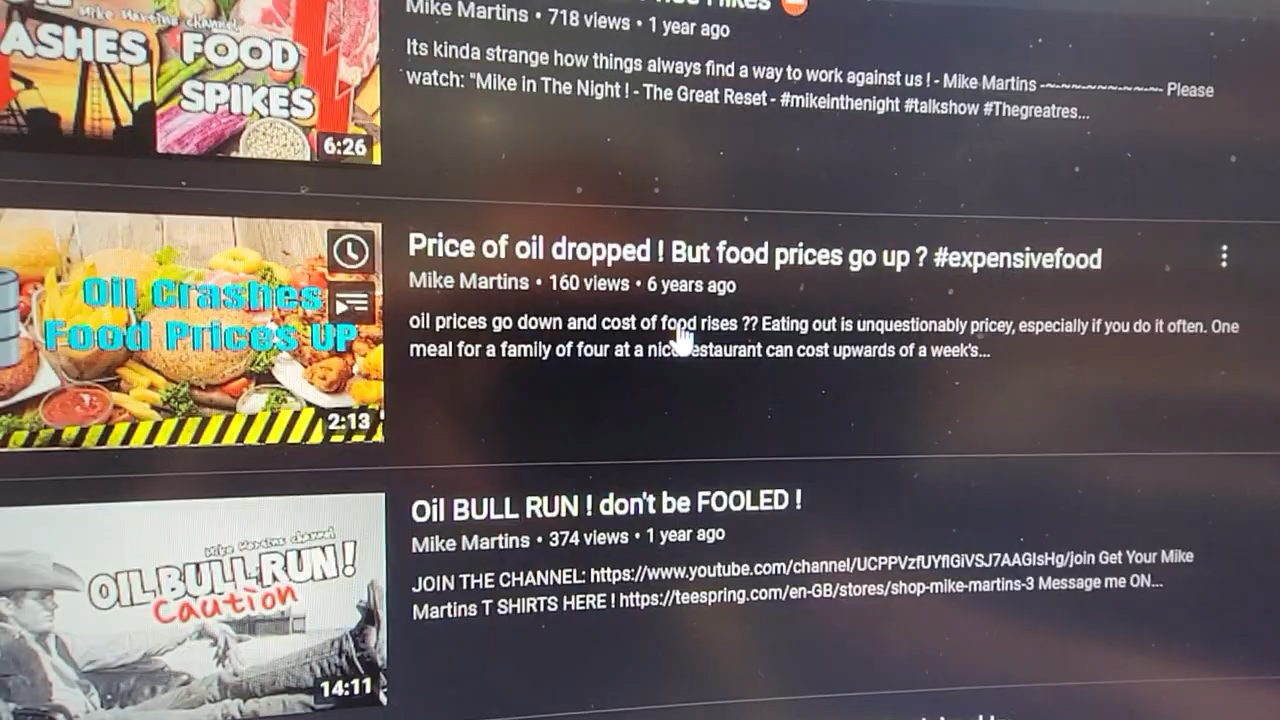 Mike Martins • 718 views • 1 year ago
Its kinda strange how things always find a way to work against us ! - Mike Martins -~-~~-~~~-~~-~- Please
watch: "Mike in The Night ! - The Great Reset - #mikeinthenight #talkshow #Thegreatres...
Mike Martins channel
ASHES
FOOD
SPIKES
6:26
Price of oil dropped ! But food prices go up ? #expensivefood
Mike Martins • 160 views • 6 years ago
oil prices go down and cost of food rises ?? Eating out is unquestionably pricey, especially if you do it often. One
meal for a family of four at a nice restaurant can cost upwards of a week's...
Oil Crashes
Food Prices UP
2:13
Oil BULL RUN ! don't be FOOLED !
Mike Martins • 374 views • 1 year ago
JOIN THE CHANNEL: https://www.youtube.com/channel/UCPPVzfUYfIGiVSJ7AAGIsHg/join Get Your Mike
Martins T SHIRTS HERE ! https://teespring.com/en-GB/stores/shop-mike-martins-3 Message me ON...
Mike Martins channel
OIL BULL RUN !
Caution
14:11